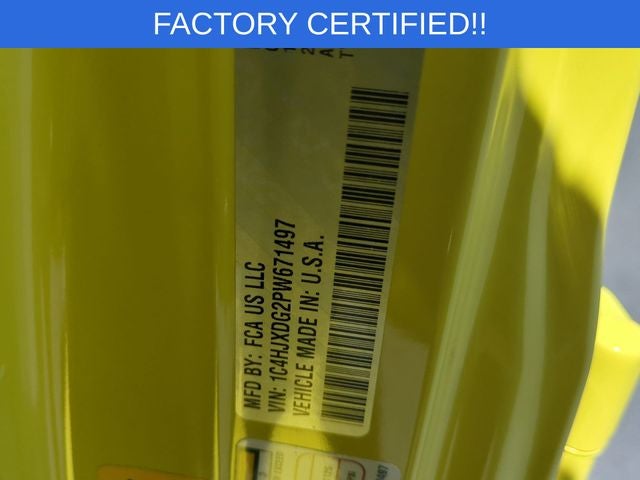 FACTORY CERTIFIED!!
MFD BY: FCA US LLC
VIN: 1C4HJXDG2PW671497
VEHICLE MADE IN: U.S.A.